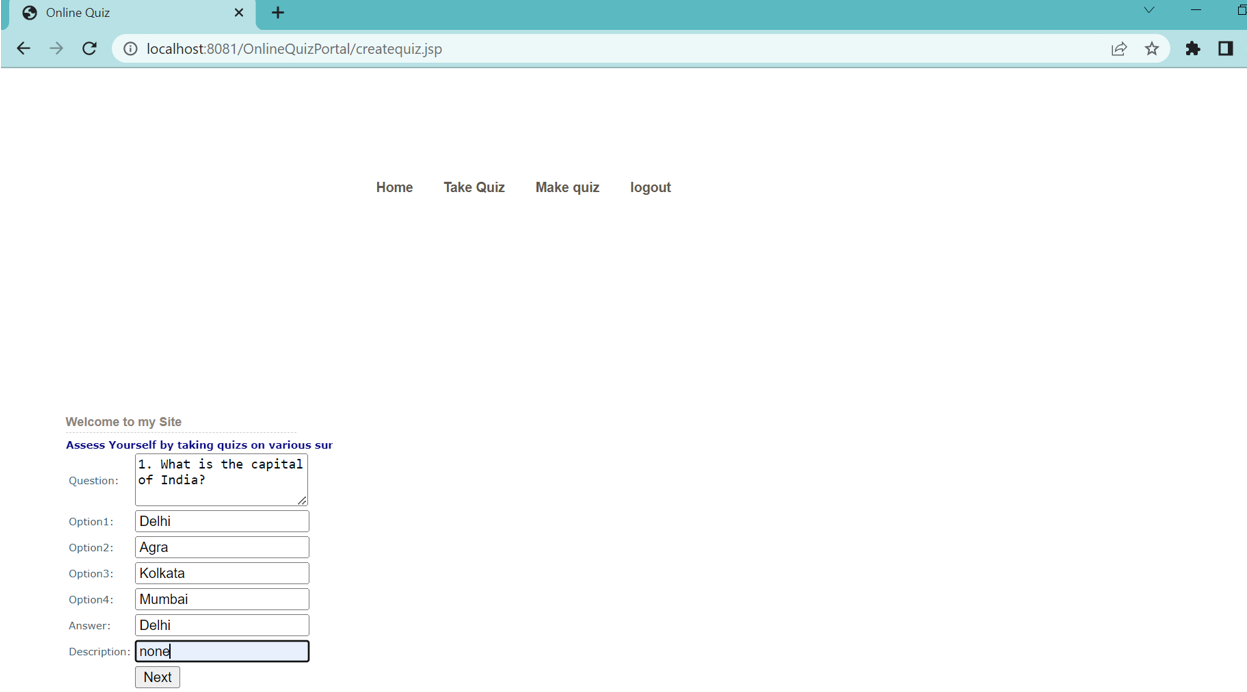 Online Quiz
localhost:8081/OnlineQuizPortal/createquiz.jsp
Home Take Quiz Make quiz logout
Welcome to my Site
Assess Yourself by taking quizs on various sur
Question: 1. What is the capital
of India?
Option1: Delhi
Option2: Agra
Option3: Kolkata
Option4: Mumbai
Answer: Delhi
Description: none
Next